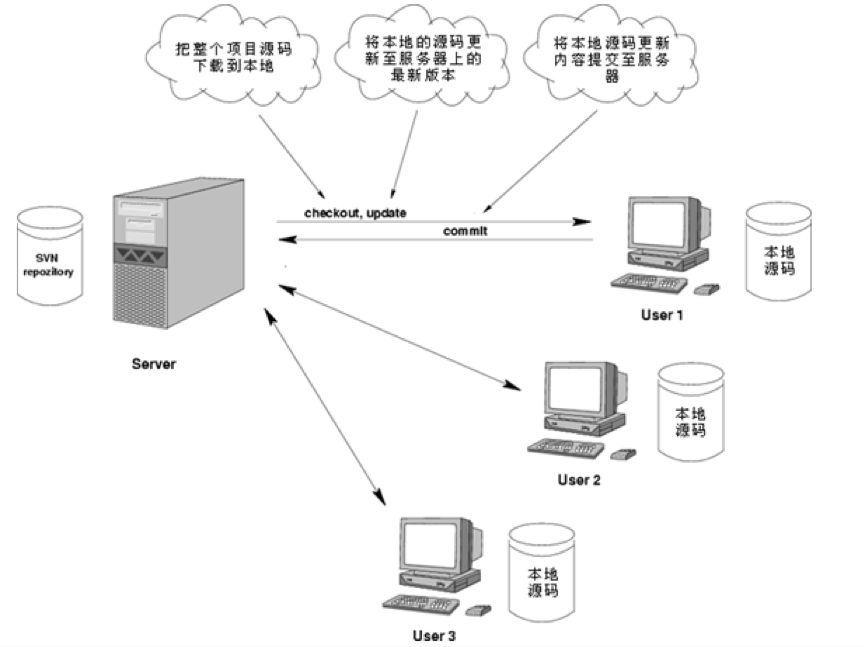 把整个项目源码
下载到本地
将本地的源码更
新至服务器上的
最新版本
将本地源码更新
内容提交至服务
器
checkout, update
commit
SVN
repozilory
本地
源码
User 1
Server
本地
源码
User 2
本地
源码
User 3